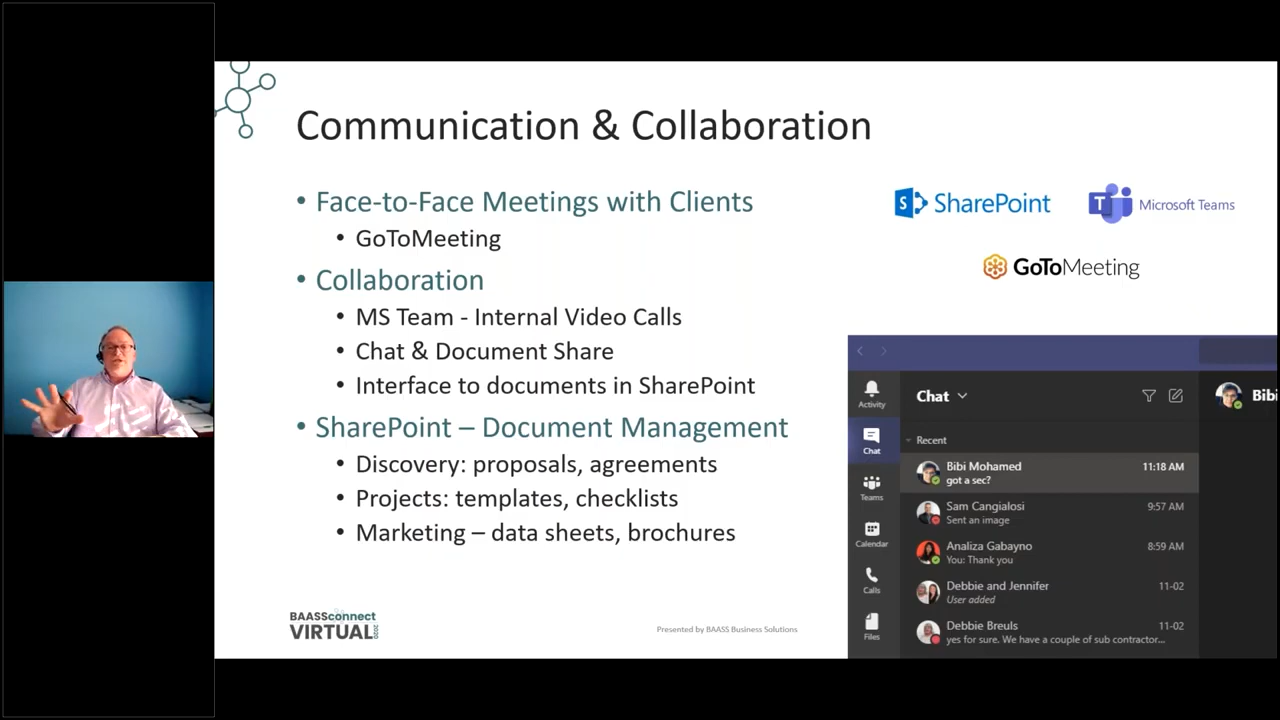 Communication & Collaboration
• Face-to-Face Meetings with Clients
• GoToMeeting
• Collaboration
• MS Team - Internal Video Calls
• Chat & Document Share
• Interface to documents in SharePoint
• SharePoint – Document Management
• Discovery: proposals, agreements
• Projects: templates, checklists
• Marketing – data sheets, brochures
S SharePoint
T Microsoft Teams
GoToMeeting
Activity
Chat
Teams
Calendar
Calls
Files
Chat
Recent
Bibi Mohamed 11:18 AM
got a sec?
Sam Cangialosi 9:57 AM
Sent an image
Analiza Gabayno 8:59 AM
You: Thank you
Debbie and Jennifer 11-02
User added
Debbie Breuls 11-02
yes for sure. We have a couple of sub contractor...
Bibi
BAASSconnect
VIRTUAL 2020
Presented by BAASS Business Solutions